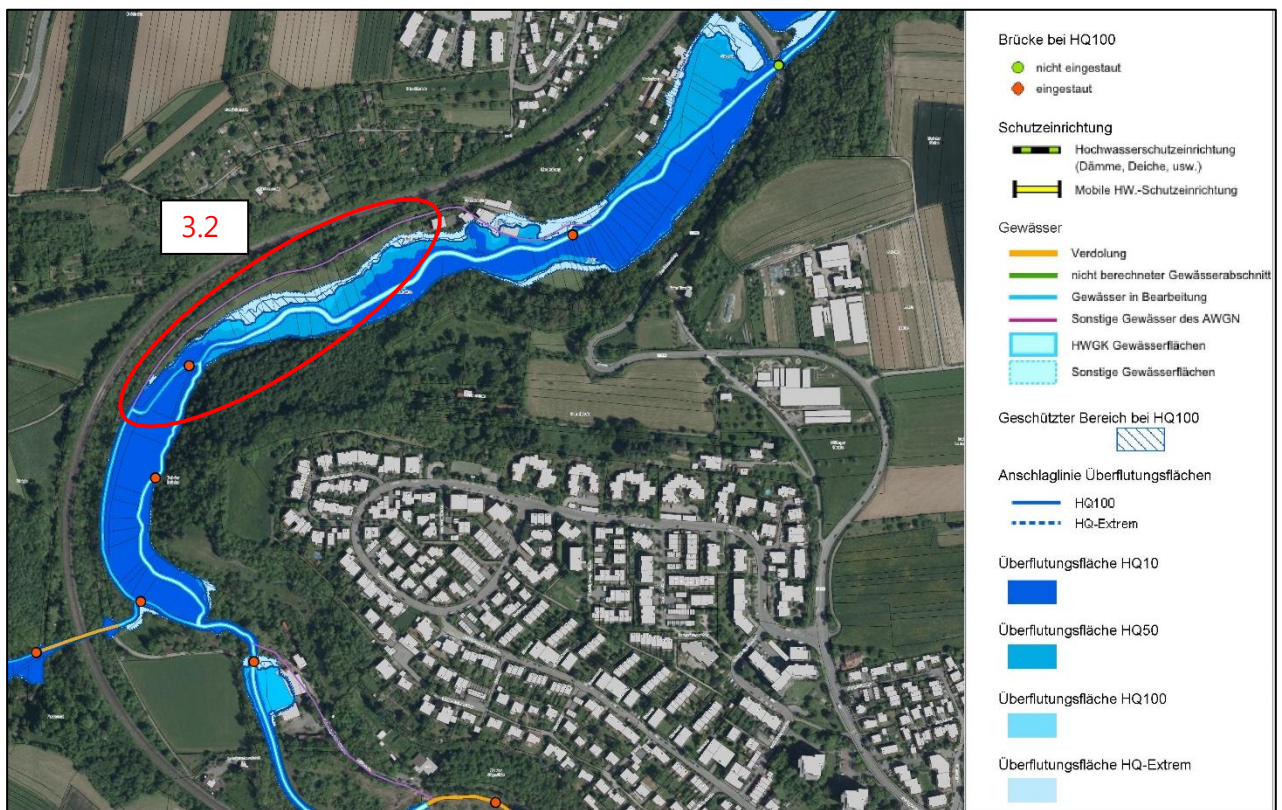 3.2
Brücke bei HQ100
nicht eingestaut
eingestaut
Schutzeinrichtung
Hochwasserschutzeinrichtung
(Dämme, Deiche, usw.)
Mobile HW.-Schutzeinrichtung
Gewässer
Verdolung
nicht berechneter Gewässerabschnitt
Gewässer in Bearbeitung
Sonstige Gewässer des AWGN
HWGK Gewässerflächen
Sonstige Gewässerflächen
Geschützter Bereich bei HQ100
Anschlaglinie Überflutungsflächen
HQ100
HQ-Extrem
Überflutungsfläche HQ10
Überflutungsfläche HQ50
Überflutungsfläche HQ100
Überflutungsfläche HQ-Extrem